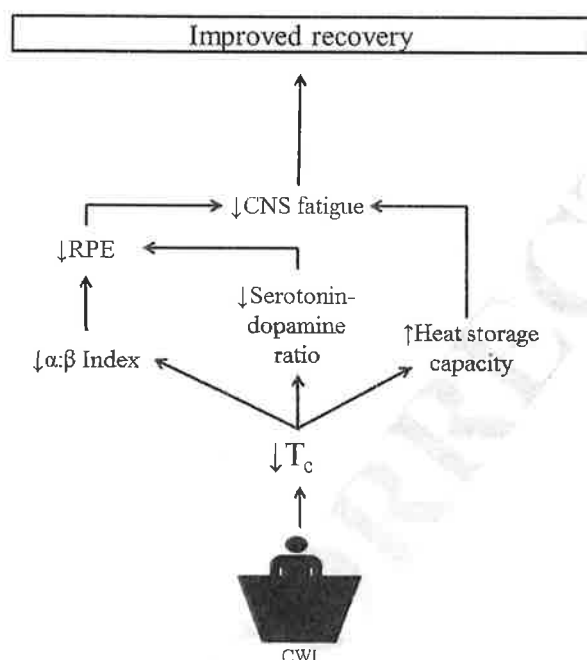 Improved recovery
↓CNS fatigue
↓RPE
↓Serotonin-
dopamine
ratio
↑Heat storage
capacity
↓α:β Index
↓Tc
CWI